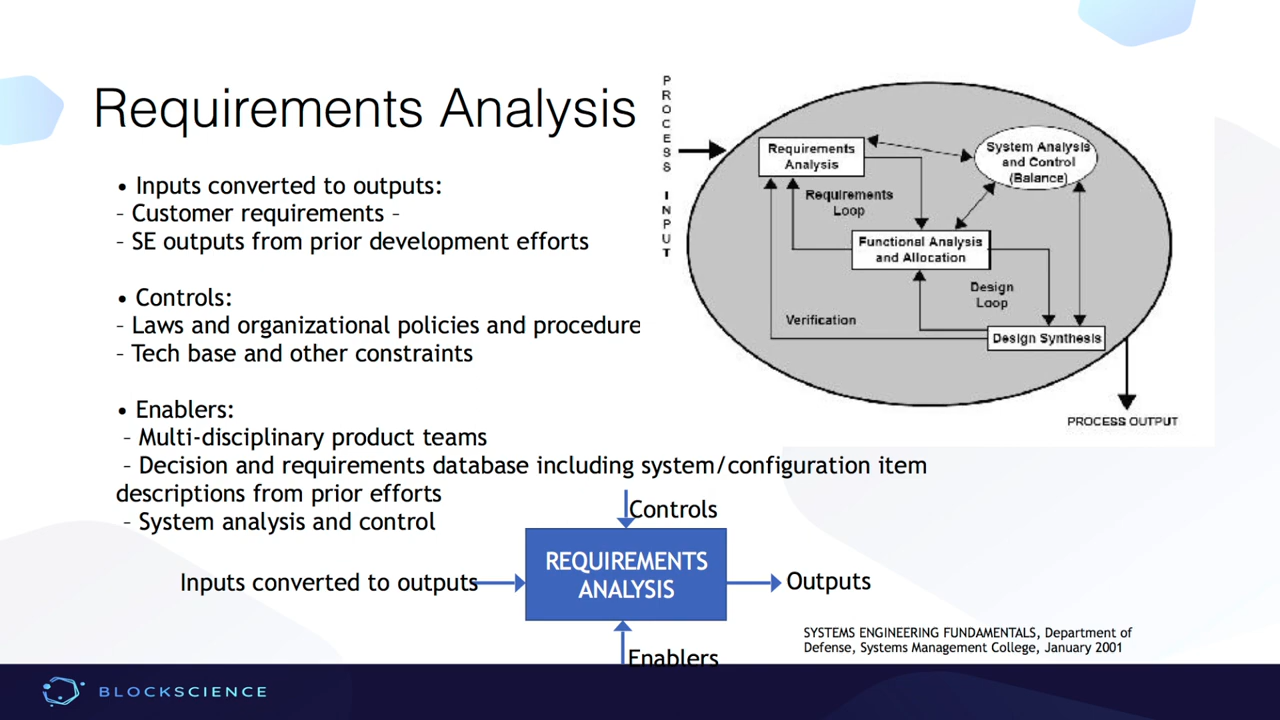 Requirements Analysis
• Inputs converted to outputs:
– Customer requirements –
– SE outputs from prior development efforts
• Controls:
– Laws and organizational policies and procedure
– Tech base and other constraints
• Enablers:
– Multi-disciplinary product teams
– Decision and requirements database including system/configuration item
descriptions from prior efforts
– System analysis and control
PROCESS INPUT
Requirements
Analysis
System Analysis
and Control
(Balance)
Requirements
Loop
Functional Analysis
and Allocation
Design
Loop
Verification
Design Synthesis
PROCESS OUTPUT
Controls
Inputs converted to outputs
REQUIREMENTS
ANALYSIS
Outputs
Enablers
SYSTEMS ENGINEERING FUNDAMENTALS, Department of
Defense, Systems Management College, January 2001
BLOCKSCIENCE